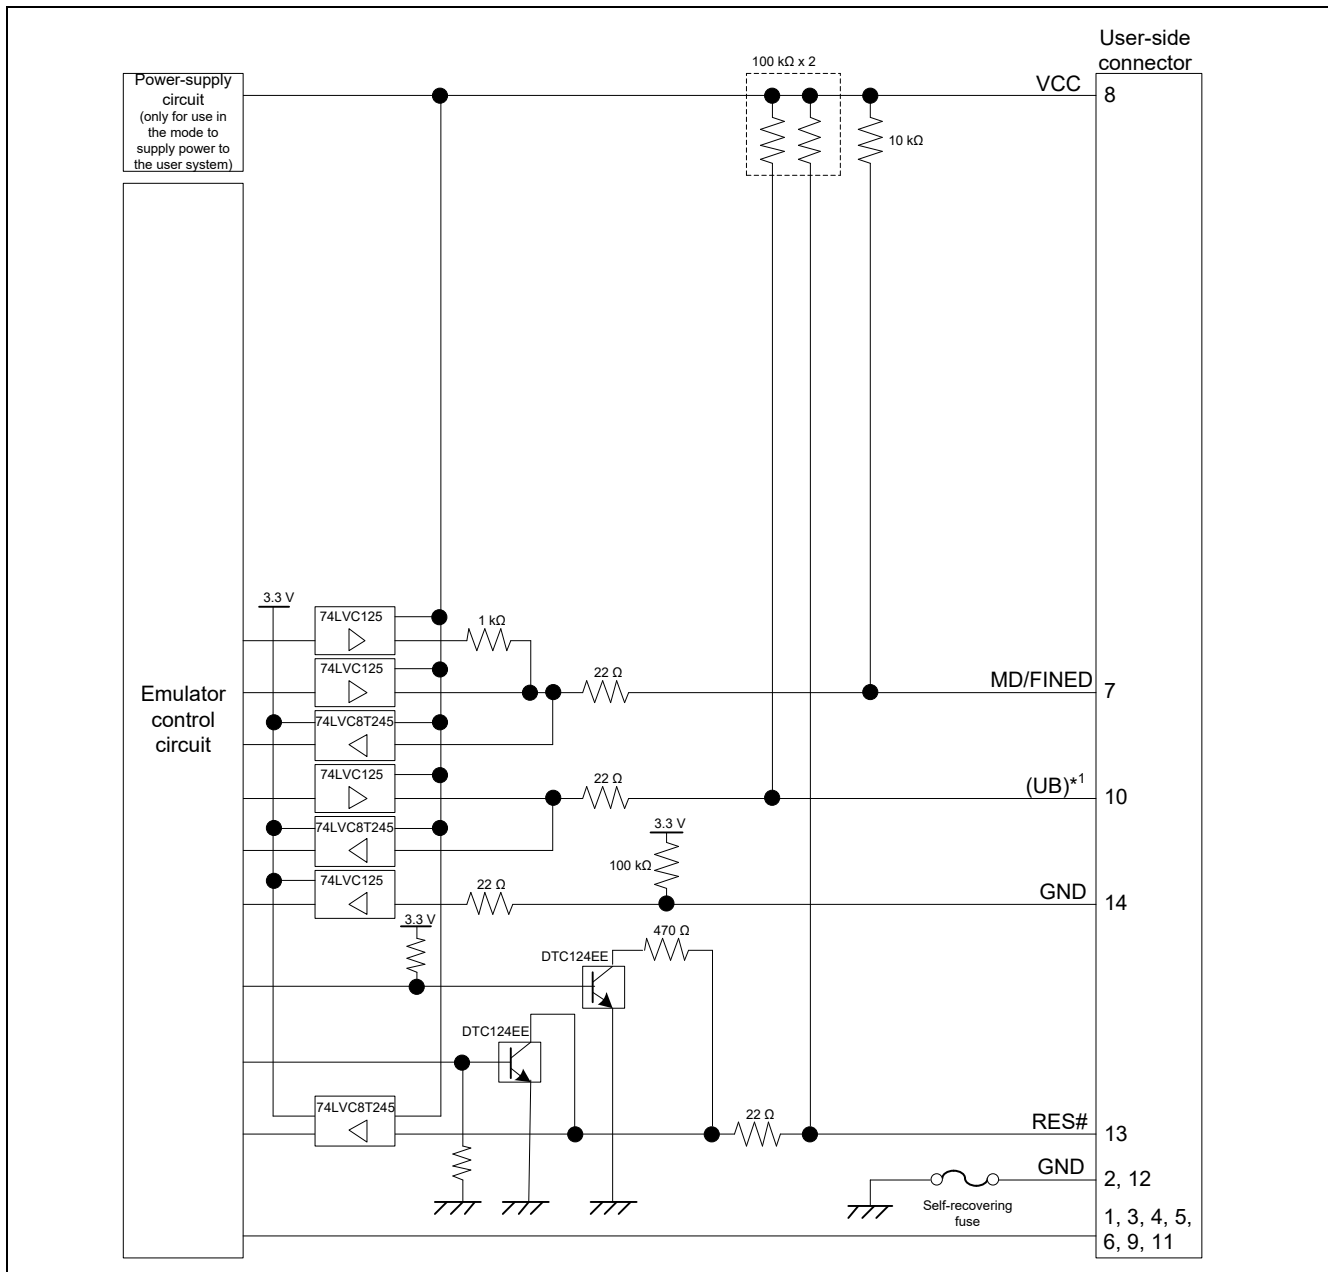 User-side
connector
100 kΩ x 2
Power-supply
circuit
(only for use in
the mode to
supply power to
the user system)
VCC
8
10 kΩ
3.3 V
74LVC125
1 kΩ
74LVC125
22 Ω
MD/FINED
7
Emulator
control
circuit
74LVC8T245
74LVC125
22 Ω
(UB)*1
10
74LVC8T245
3.3 V
100 kΩ
74LVC125
22 Ω
GND
14
3.3 V
470 Ω
DTC124EE
DTC124EE
74LVC8T245
22 Ω
RES#
13
GND
2, 12
Self-recovering
fuse
1, 3, 4, 5,
6, 9, 11